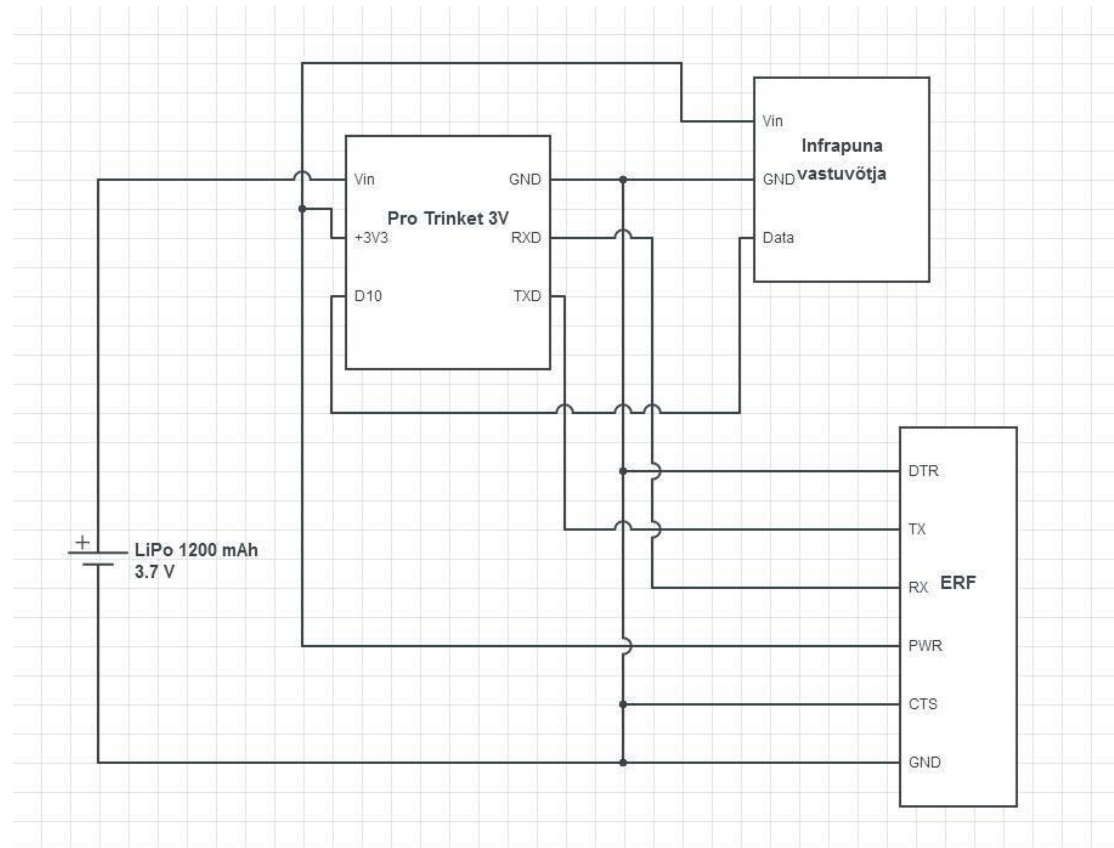 Vin
Infrapuna
vastuvõtja
GND
Data
Vin
GND
Pro Trinket 3V
+3V3
RXD
D10
TXD
+
LiPo 1200 mAh
3.7 V
DTR
TX
RX
ERF
PWR
CTS
GND